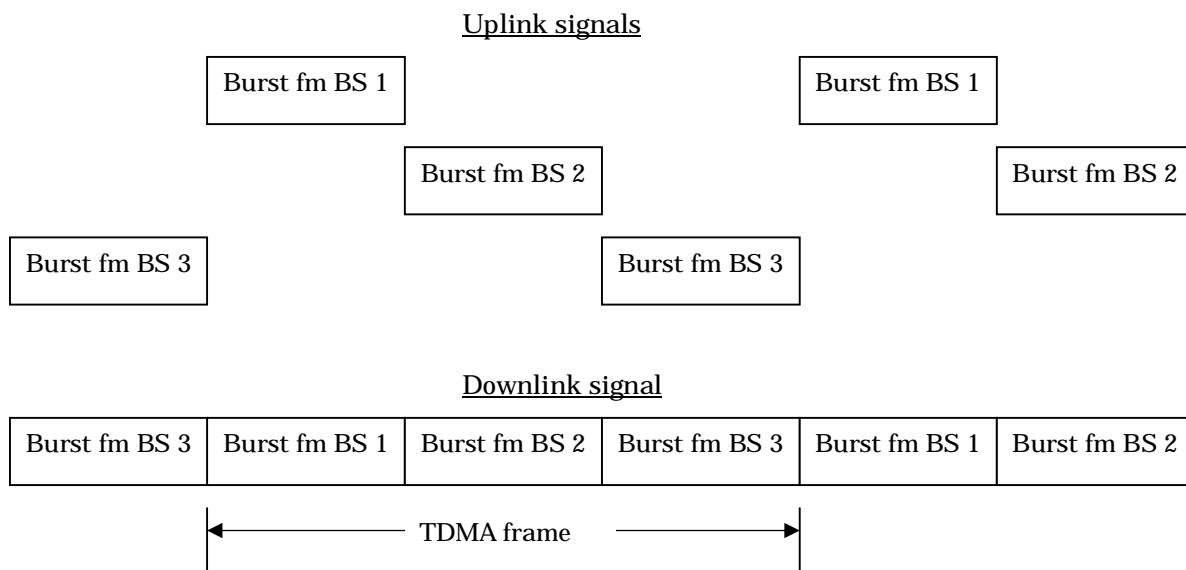 Uplink signals
Burst fm BS 1 Burst fm BS 1
Burst fm BS 2 Burst fm BS 2
Burst fm BS 3 Burst fm BS 3
Downlink signal
Burst fm BS 3 Burst fm BS 1 Burst fm BS 2 Burst fm BS 3 Burst fm BS 1 Burst fm BS 2
TDMA frame